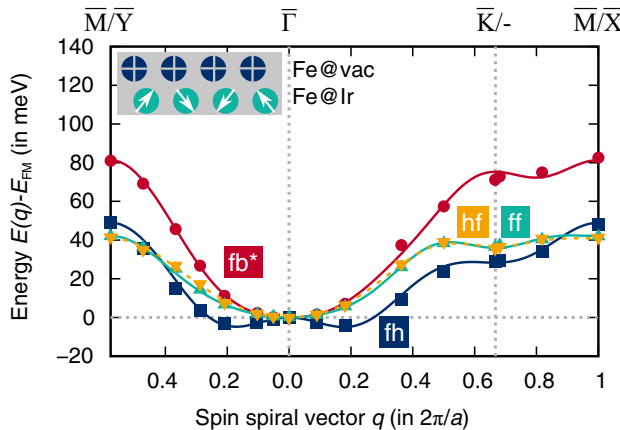 M̅/Y̅ Γ̅ K̅/- M̅/X̅
140
120
100
80
60
40
20
0
−20
Energy E(q)-E_FM (in meV)
Fe@vac
Fe@Ir
fb*
hf
ff
fh
0.4 0.2 0.0 0.2 0.4 0.6 0.8 1
Spin spiral vector q (in 2π/a)